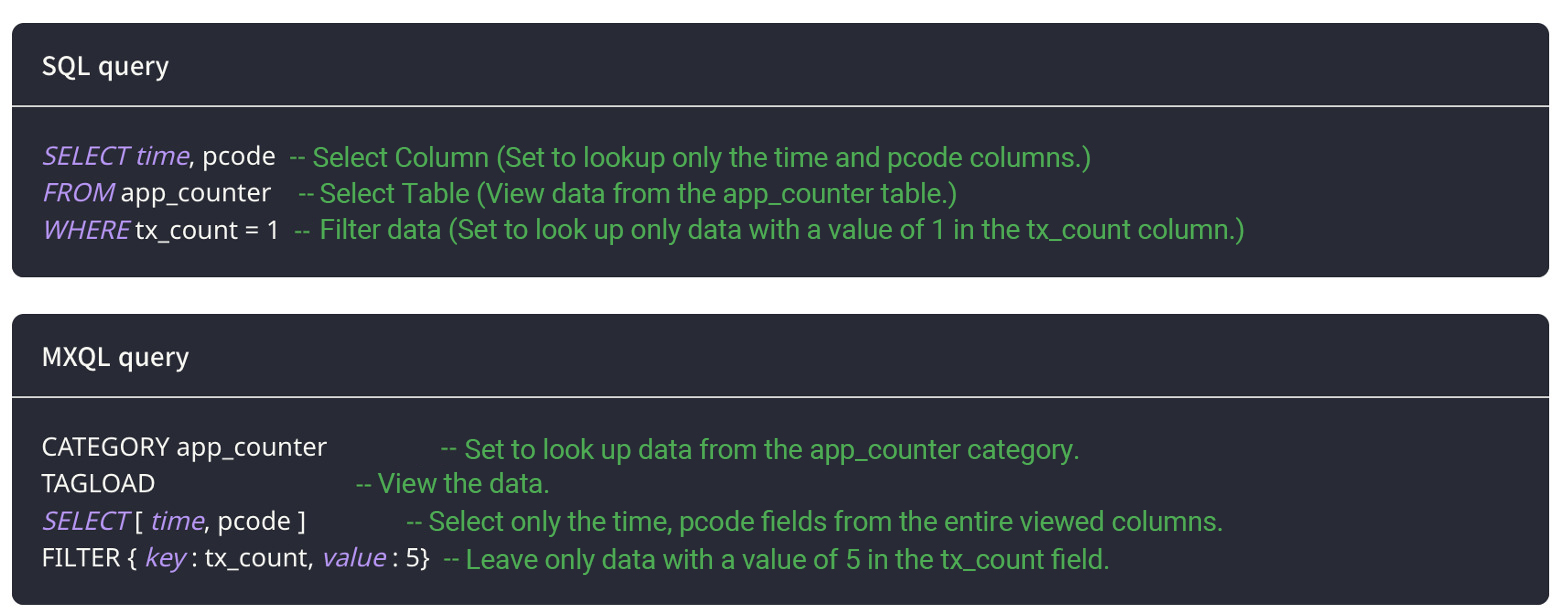 SQL query
SELECT time, pcode -- Select Column (Set to lookup only the time and pcode columns.)
FROM app_counter -- Select Table (View data from the app_counter table.)
WHERE tx_count = 1 -- Filter data (Set to look up only data with a value of 1 in the tx_count column.)
MXQL query
CATEGORY app_counter -- Set to look up data from the app_counter category.
TAGLOAD -- View the data.
SELECT [ time, pcode ] -- Select only the time, pcode fields from the entire viewed columns.
FILTER { key : tx_count, value : 5} -- Leave only data with a value of 5 in the tx_count field.